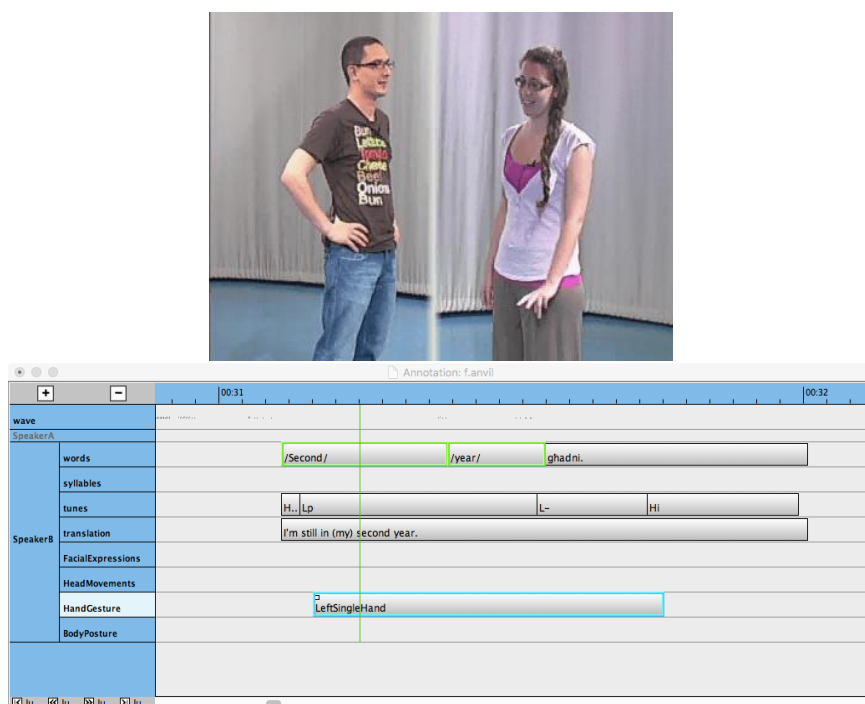 Bun
Lettuce
Tomato
Cheese
Beef
Onions
Bun
Annotation: f.anvil
+ -
00:31 00:32
wave
SpeakerA
SpeakerB
words /Second/ /year/ ghadni.
syllables
tunes H.. Lp L- Hi
translation I'm still in (my) second year.
FacialExpressions
HeadMovements
HandGesture LeftSingleHand
BodyPosture